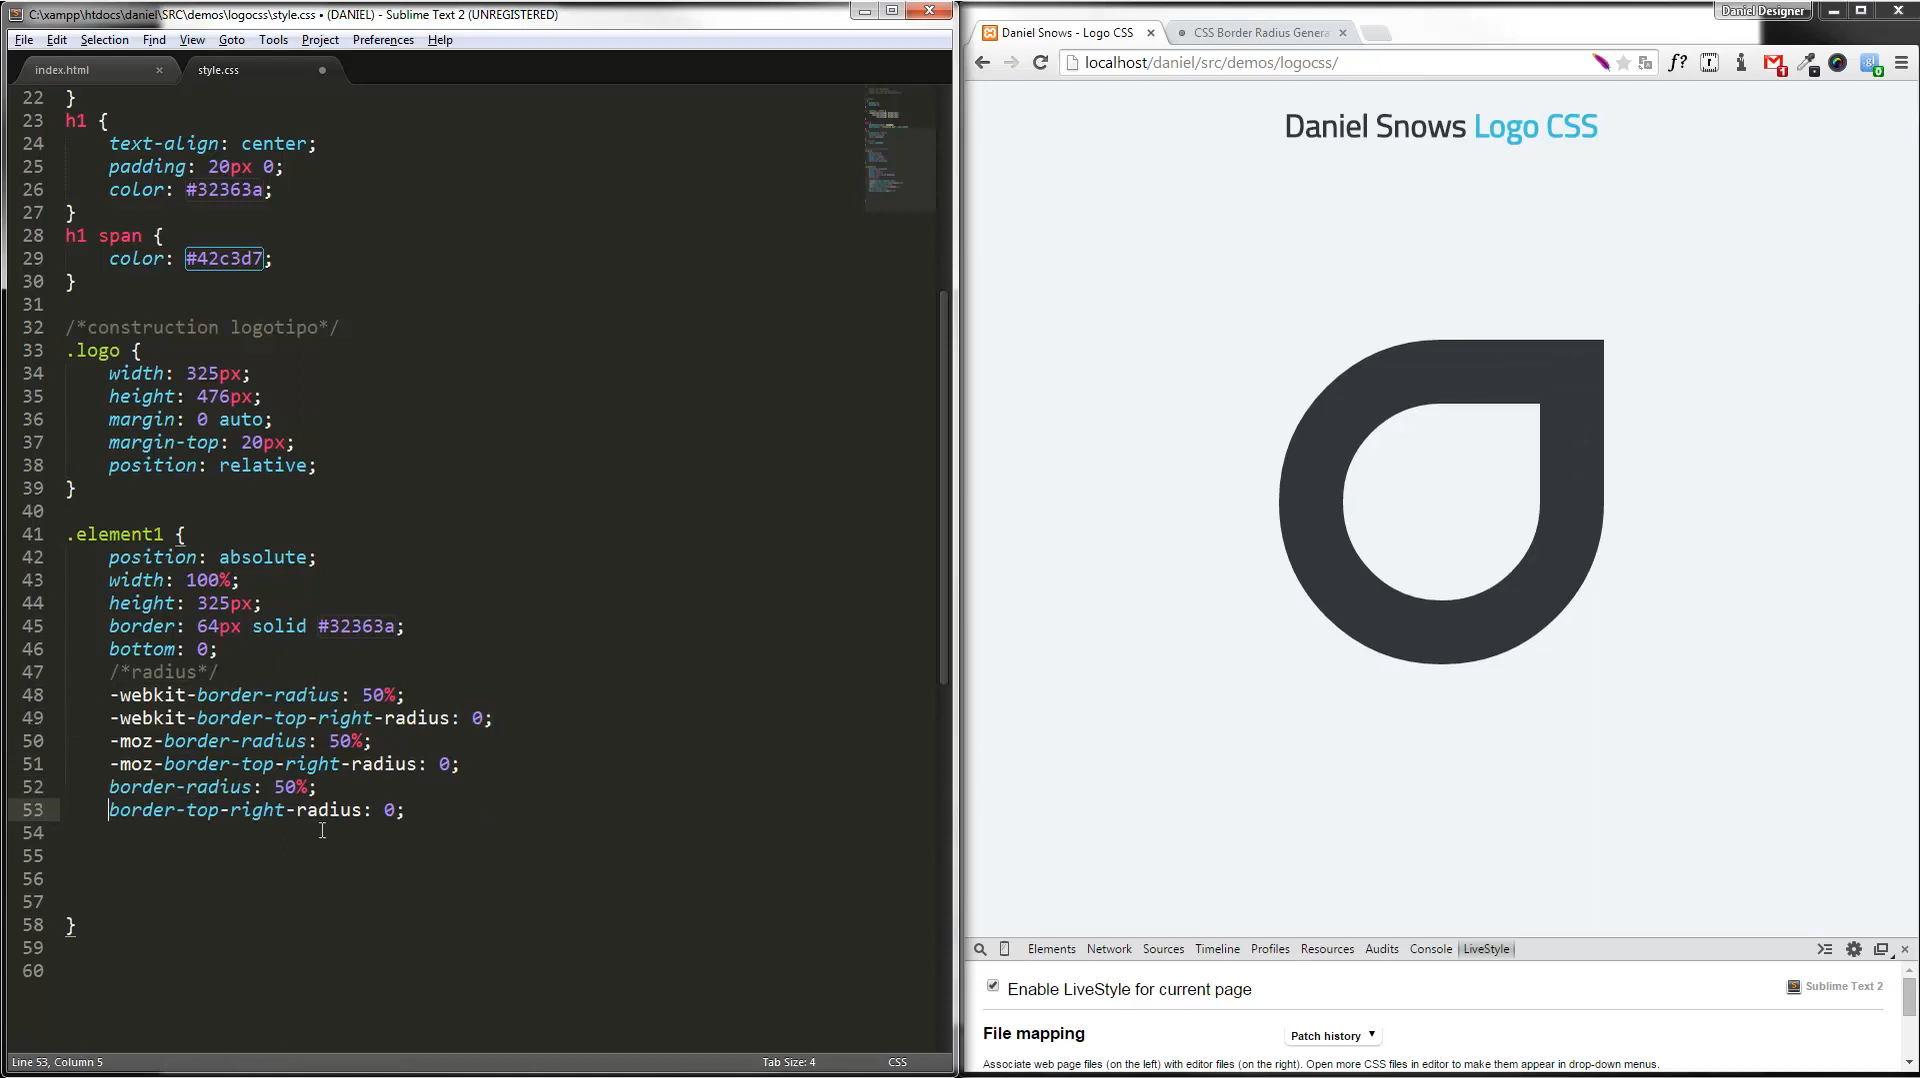 C:\xampp\htdocs\daniel\SRC\demos\logocss\style.css • (DANIEL) - Sublime Text 2 (UNREGISTERED)
File Edit Selection Find View Goto Tools Project Preferences Help
index.html × style.css
22 }
23 h1 {
24 text-align: center;
25 padding: 20px 0;
26 color: #32363a;
27 }
28 h1 span {
29 color: #42c3d7;
30 }
31
32 /*construction logotipo*/
33 .logo {
34 width: 325px;
35 height: 476px;
36 margin: 0 auto;
37 margin-top: 20px;
38 position: relative;
39 }
40
41 .element1 {
42 position: absolute;
43 width: 100%;
44 height: 325px;
45 border: 64px solid #32363a;
46 bottom: 0;
47 /*radius*/
48 -webkit-border-radius: 50%;
49 -webkit-border-top-right-radius: 0;
50 -moz-border-radius: 50%;
51 -moz-border-top-right-radius: 0;
52 border-radius: 50%;
53 border-top-right-radius: 0;
54
55
56
57
58 }
59
60
Line 53, Column 5 Tab Size: 4 CSS
Daniel Designer
Daniel Snows - Logo CSS × CSS Border Radius Genera ×
localhost/daniel/src/demos/logocss/
f? 1 0
Daniel Snows Logo CSS
Elements Network Sources Timeline Profiles Resources Audits Console LiveStyle
Enable LiveStyle for current page
Sublime Text 2
File mapping
Patch history
Associate web page files (on the left) with editor files (on the right). Open more CSS files in editor to make them appear in drop-down menus.